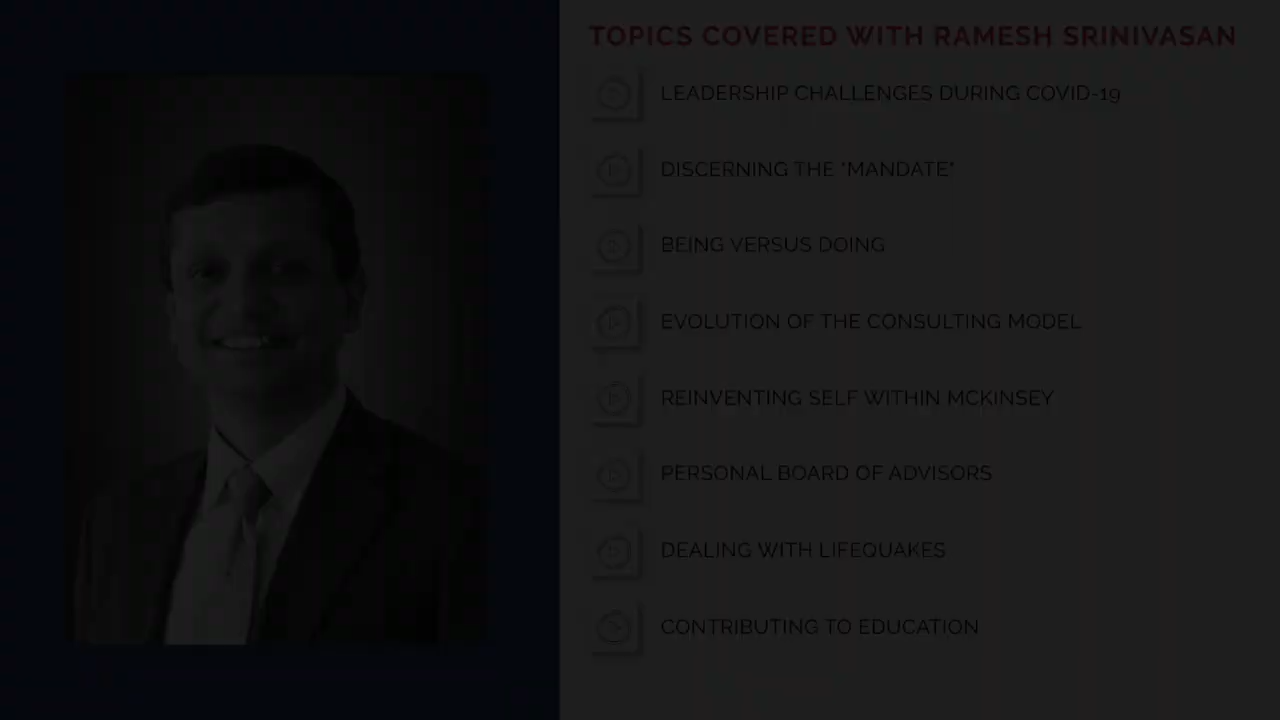 TOPICS COVERED WITH RAMESH SRINIVASAN
LEADERSHIP CHALLENGES DURING COVID-19
DISCERNING THE "MANDATE"
BEING VERSUS DOING
EVOLUTION OF THE CONSULTING MODEL
REINVENTING SELF WITHIN MCKINSEY
PERSONAL BOARD OF ADVISORS
DEALING WITH LIFEQUAKES
CONTRIBUTING TO EDUCATION